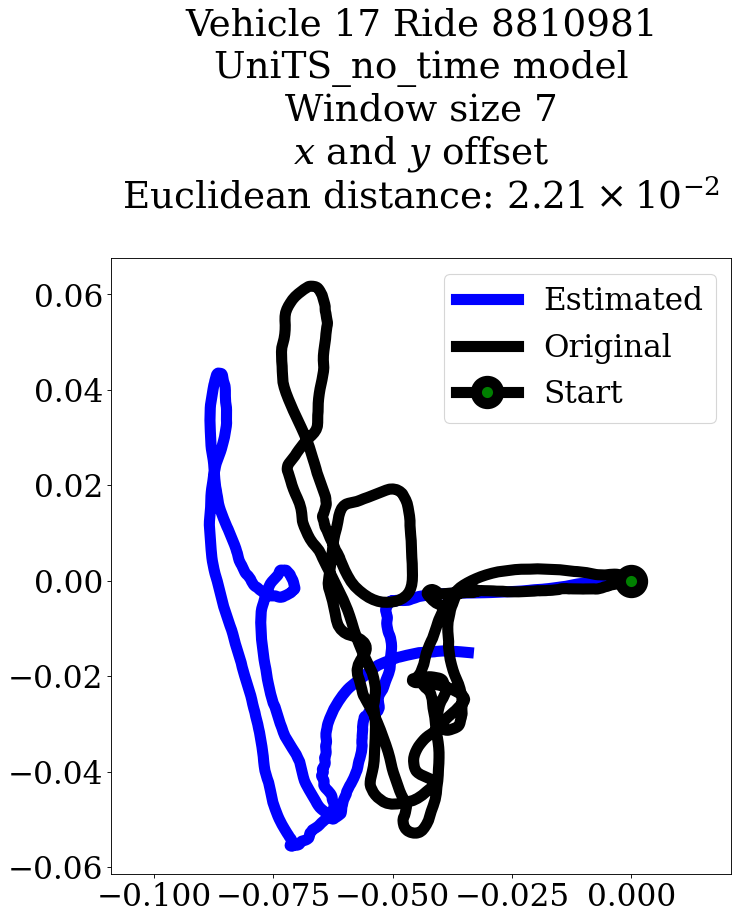 Vehicle 17 Ride 8810981
UniTS_no_time model
Window size 7
x and y offset
Euclidean distance: 2.21 × 10⁻²
Estimated
Original
Start
0.06
0.04
0.02
0.00
−0.02
−0.04
−0.06
−0.100 −0.075 −0.050 −0.025 0.000